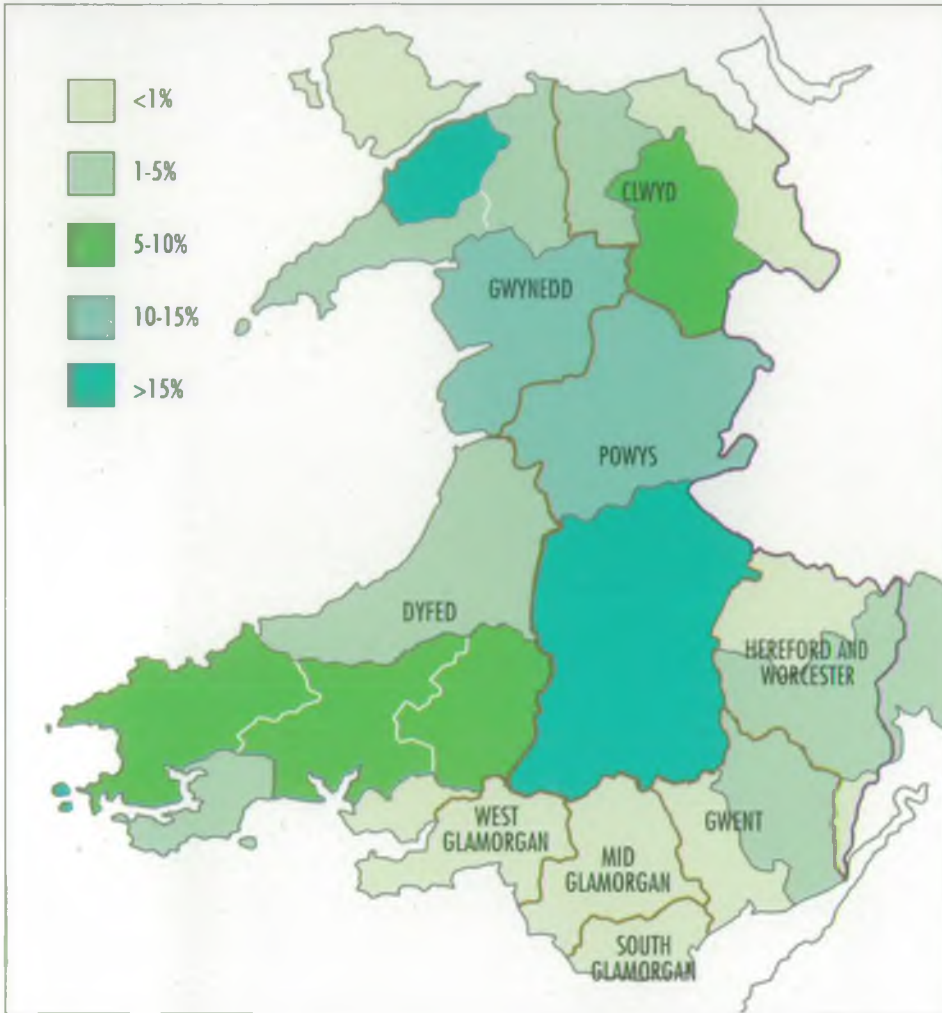 <1%
1-5%
5-10%
10-15%
>15%
CLWYD
GWYNEDD
POWYS
DYFED
HEREFORD AND
WORCESTER
WEST
GLAMORGAN
GWENT
MID
GLAMORGAN
SOUTH
GLAMORGAN